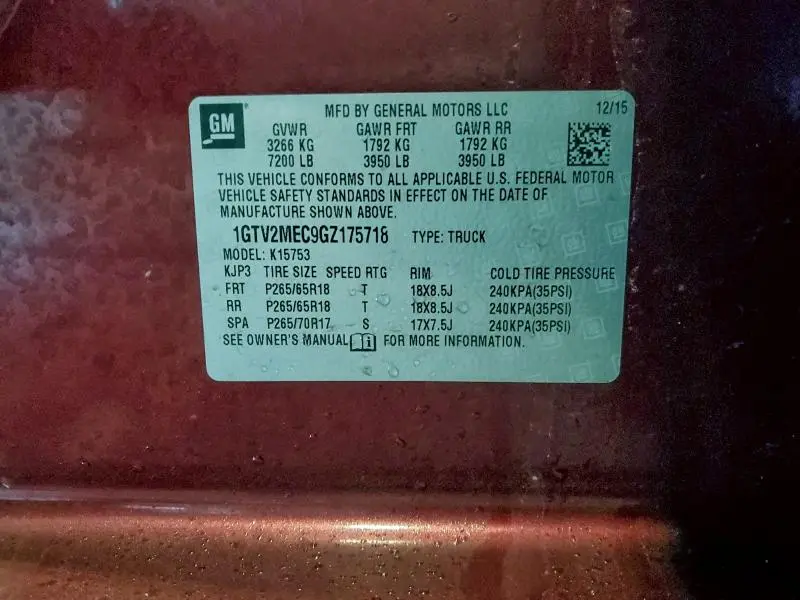 GM
MFD BY GENERAL MOTORS LLC 12/15
GVWR GAWR FRT GAWR RR
3266 KG 1792 KG 1792 KG
7200 LB 3950 LB 3950 LB
THIS VEHICLE CONFORMS TO ALL APPLICABLE U.S. FEDERAL MOTOR
VEHICLE SAFETY STANDARDS IN EFFECT ON THE DATE OF
MANUFACTURE SHOWN ABOVE.
1GTV2MEC9GZ175718 TYPE: TRUCK
MODEL: K15753
KJP3 TIRE SIZE SPEED RTG RIM COLD TIRE PRESSURE
FRT P265/65R18 T 18X8.5J 240KPA(35PSI)
RR P265/65R18 T 18X8.5J 240KPA(35PSI)
SPA P265/70R17 S 17X7.5J 240KPA(35PSI)
SEE OWNER'S MANUAL FOR MORE INFORMATION.